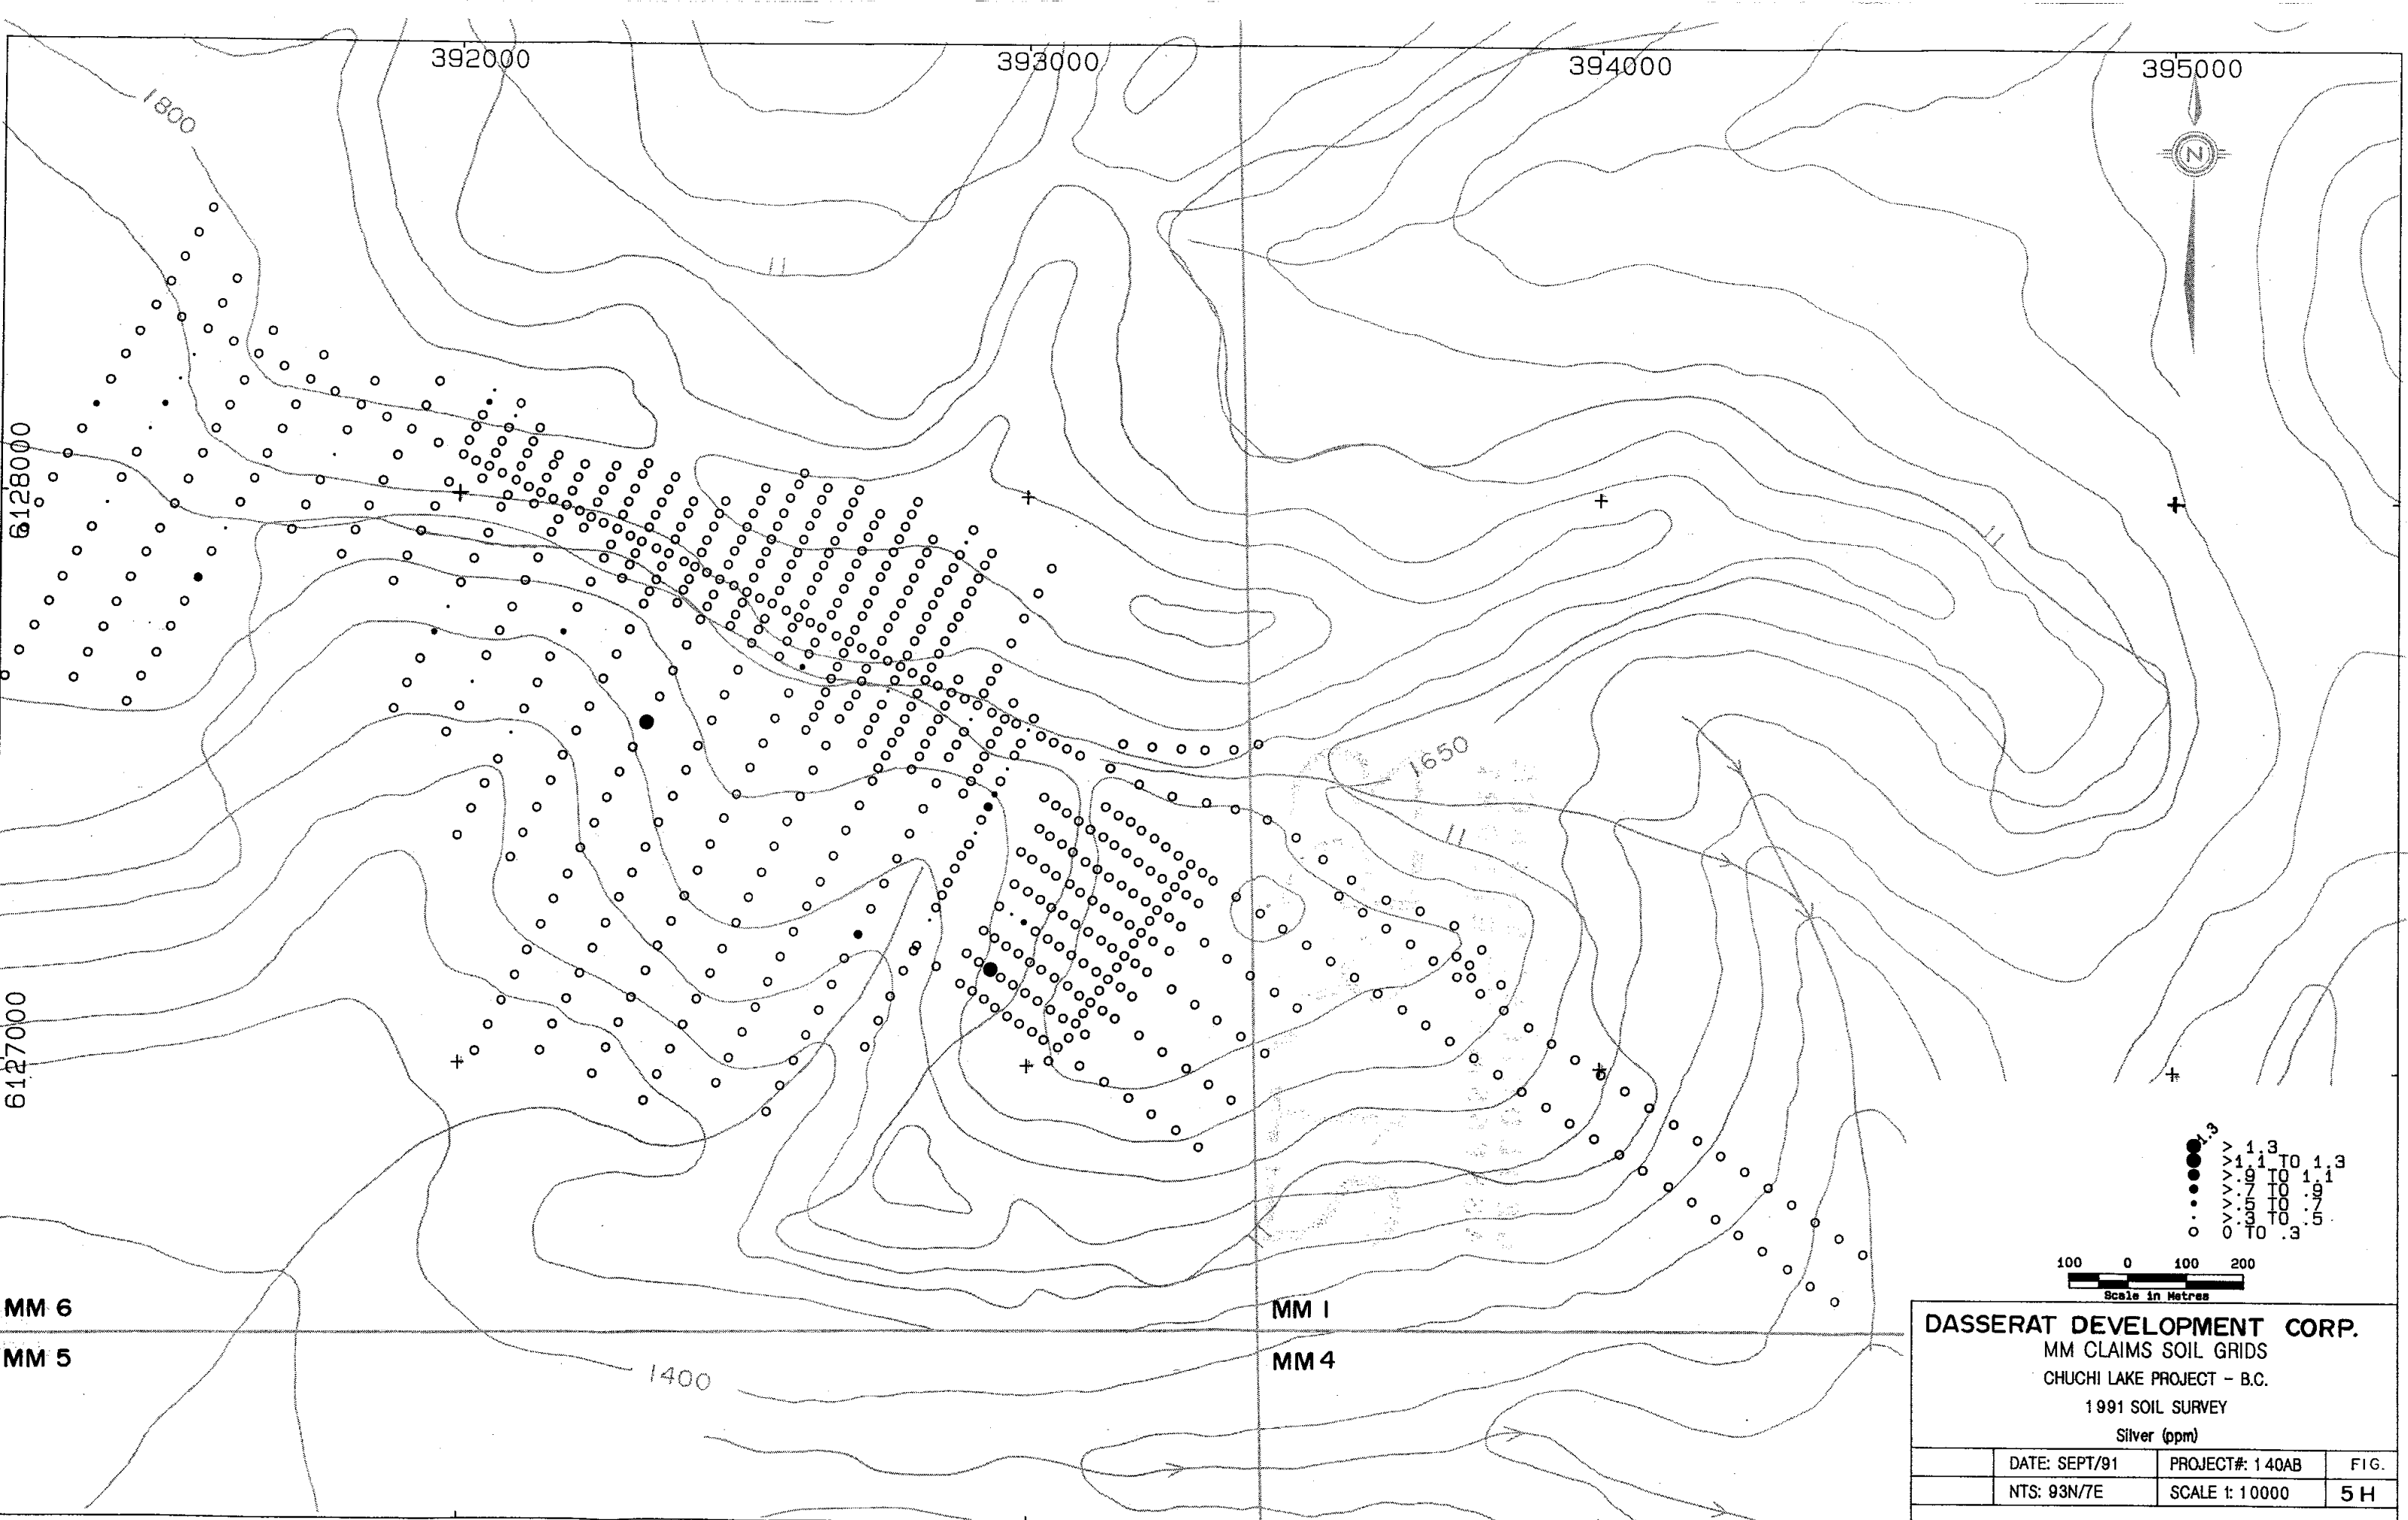 392000 393000 394000 395000
1800
N
6128000
1650
6127000
1.3
> 1.3
>1.1 TO 1.3
>.9 TO 1.1
>.7 TO .9
>.5 TO .7
>.3 TO .5
0 TO .3
100 0 100 200
Scale in Metres
MM 6
MM 1
MM 5
MM 4
1400
DASSERAT DEVELOPMENT CORP.
MM CLAIMS SOIL GRIDS
CHUCHI LAKE PROJECT - B.C.
1991 SOIL SURVEY
Silver (ppm)
DATE: SEPT/91 PROJECT#: 140AB FIG.
NTS: 93N/7E SCALE 1: 10000 5H